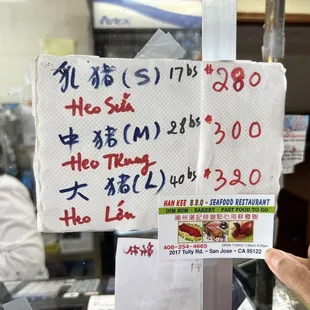 乳猪(S) 17 lbs $280
Heo Sữa
中猪(M) 28 lbs $300
Heo Trung
大猪(L) 40 lbs $320
Heo Lớn
HAN KEE B.B.Q - SEAFOOD RESTAURANT
DIM SUM - BAKERY - FAST FOOD TO GO
408-254-4665
2017 Tully Rd. - San Jose - CA 95122